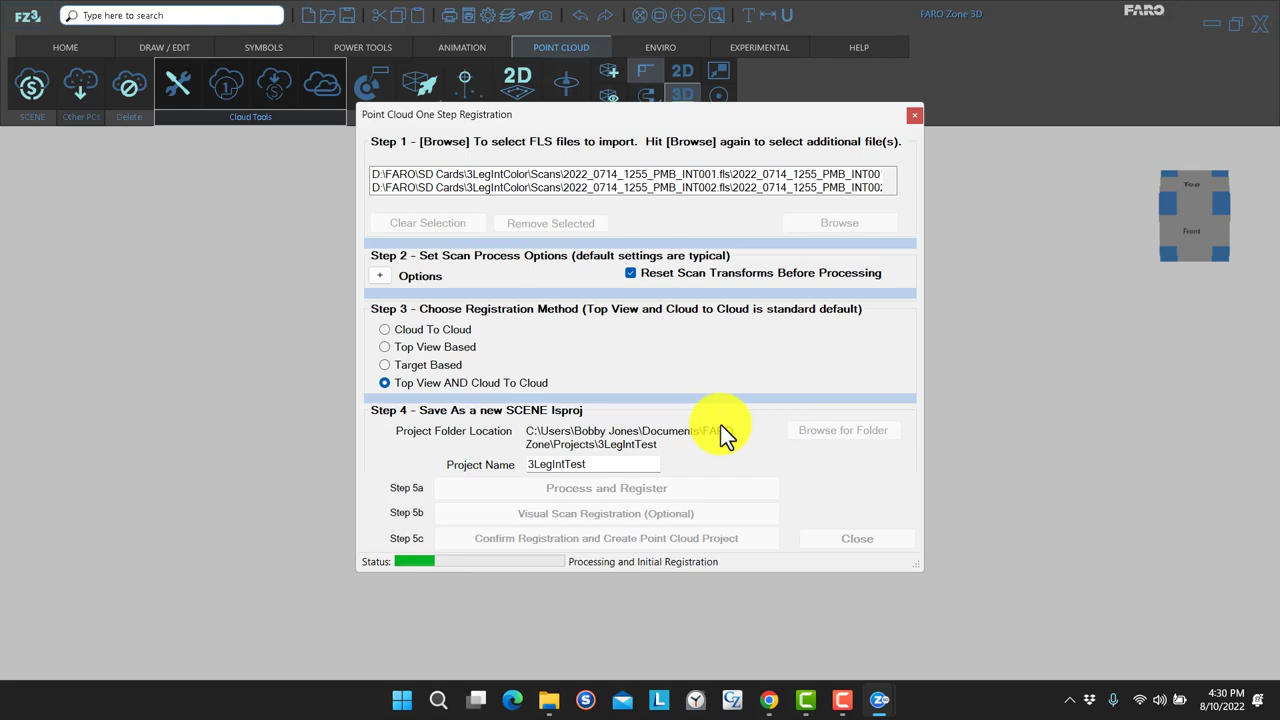 FZ3
Type here to search
FARO Zone 3D
FARO
HOME
DRAW / EDIT
SYMBOLS
POWER TOOLS
ANIMATION
POINT CLOUD
ENVIRO
EXPERIMENTAL
HELP
1
2D
2D
3D
SCENE
Other PCs
Delete
Cloud Tools
Point Cloud One Step Registration
Step 1 - [Browse] To select FLS files to import. Hit [Browse] again to select additional file(s).
D:\FARO\SD Cards\3LegIntColor\Scans\2022_0714_1255_PMB_INT001.fls\2022_0714_1255_PMB_INT00
D:\FARO\SD Cards\3LegIntColor\Scans\2022_0714_1255_PMB_INT002.fls\2022_0714_1255_PMB_INT00
Clear Selection
Remove Selected
Browse
Step 2 - Set Scan Process Options (default settings are typical)
+ Options
Reset Scan Transforms Before Processing
Step 3 - Choose Registration Method (Top View and Cloud to Cloud is standard default)
Cloud To Cloud
Top View Based
Target Based
Top View AND Cloud To Cloud
Step 4 - Save As a new SCENE lsproj
Project Folder Location
C:\Users\Bobby Jones\Documents\FARO
Zone\Projects\3LegIntTest
Browse for Folder
Project Name
3LegIntTest
Step 5a
Process and Register
Step 5b
Visual Scan Registration (Optional)
Step 5c
Confirm Registration and Create Point Cloud Project
Close
Status:
Processing and Initial Registration
Top
Front
4:30 PM
8/10/2022